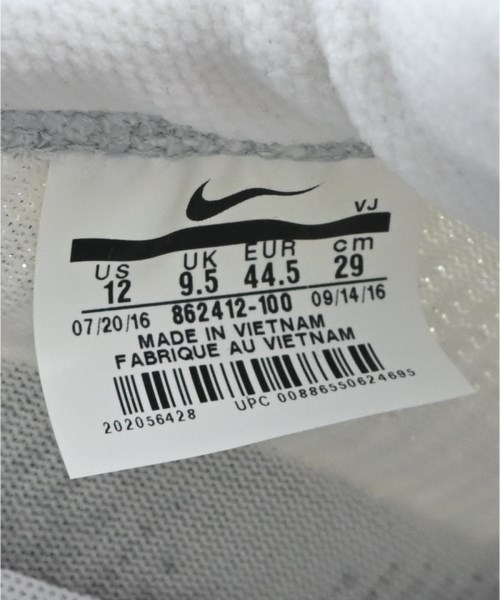 VJ
US UK EUR cm
12 9.5 44.5 29
07/20/16 862412-100 09/14/16
MADE IN VIETNAM
FABRIQUE AU VIETNAM
202056428 UPC 00886550624695